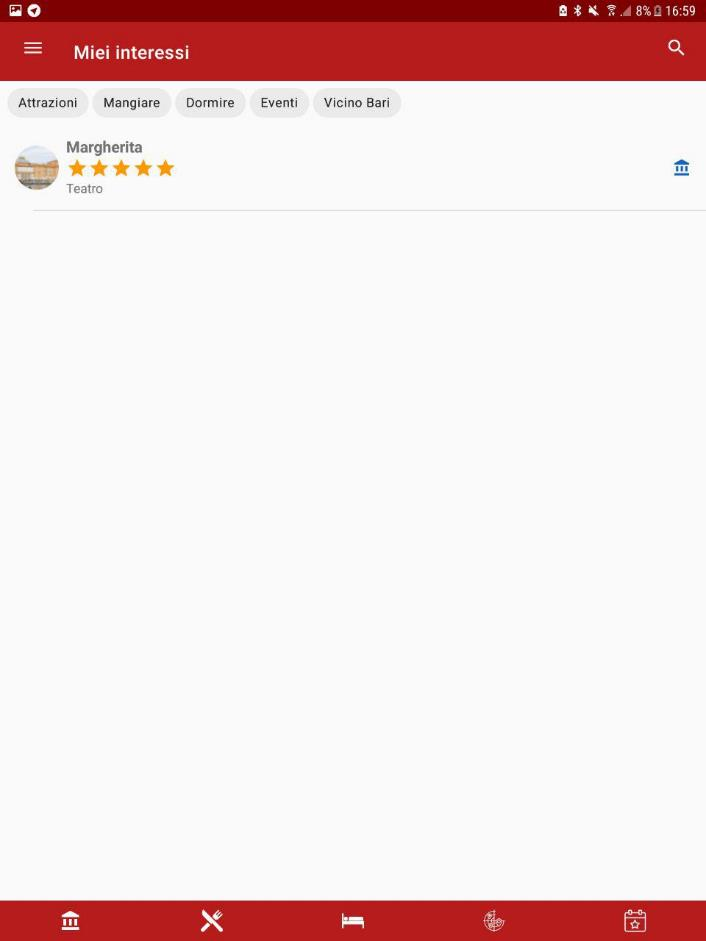 8% 16:59
Miei interessi
Attrazioni Mangiare Dormire Eventi Vicino Bari
Margherita
Teatro